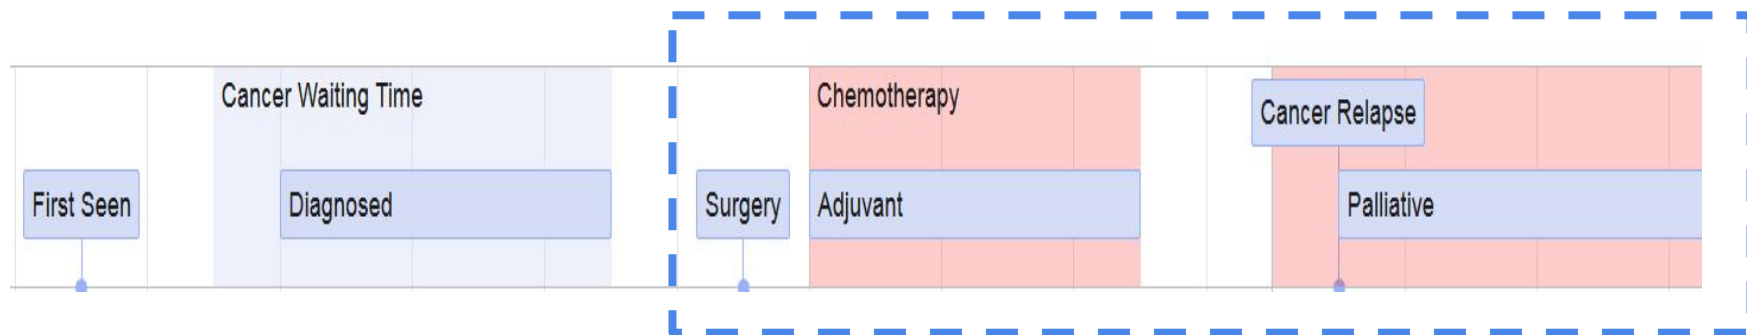 Cancer Waiting Time
Chemotherapy
Cancer Relapse
First Seen
Diagnosed
Surgery
Adjuvant
Palliative